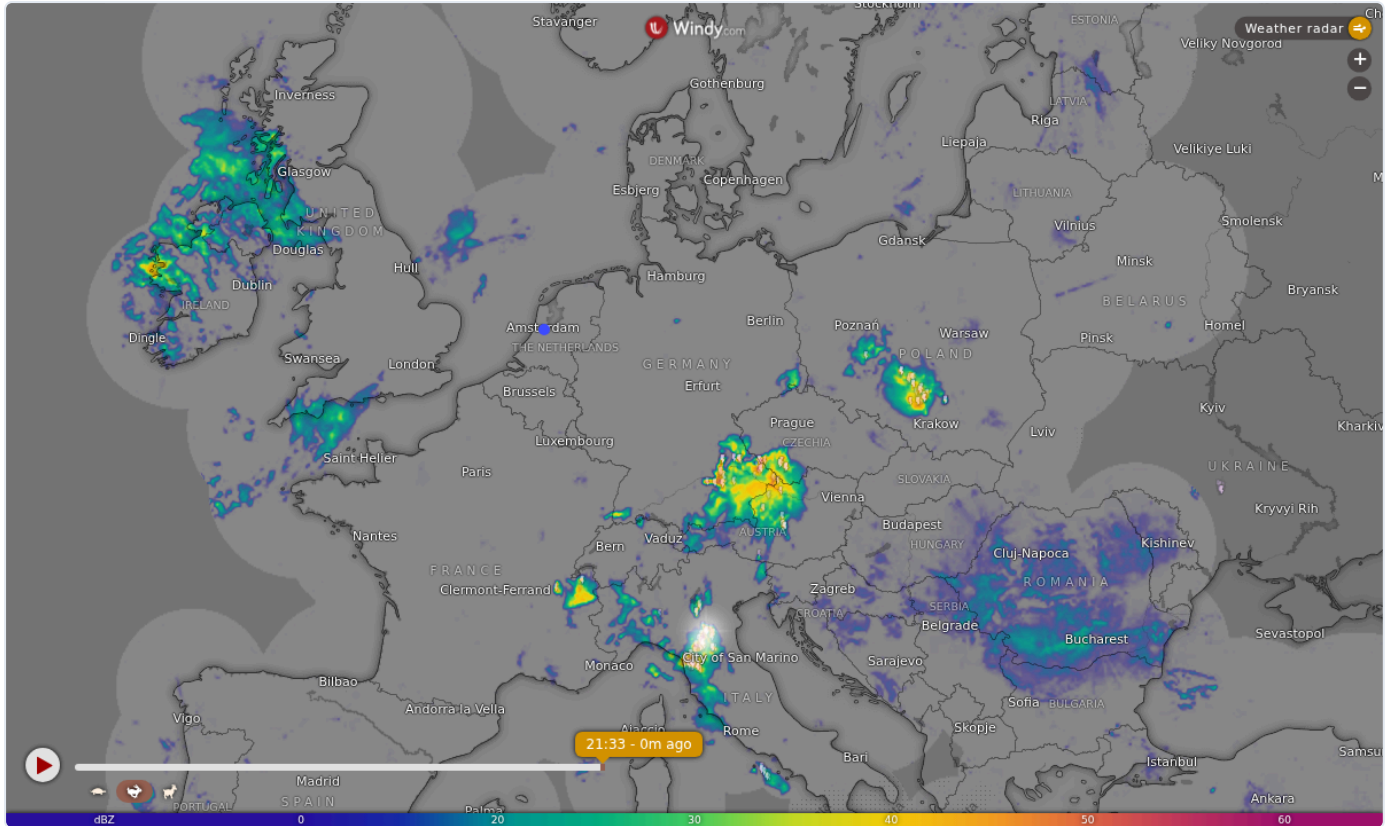 Stockholm
Stavanger
ESTONIA
Windy.com
Weather radar
Veliky Novgorod
+
Gothenburg
−
Inverness
LATVIA
Riga
Liepaja
Velikiye Luki
DENMARK
Glasgow
Copenhagen
Esbjerg
LITHUANIA
UNITED
KINGDOM
Smolensk
Vilnius
Gdansk
Douglas
Minsk
Hull
Hamburg
Dublin
Bryansk
IRELAND
BELARUS
Berlin
Poznań
Homel
Amsterdam
Warsaw
Dingle
Pinsk
THE NETHERLANDS
POLAND
Swansea
London
GERMANY
Erfurt
Brussels
Kyiv
Prague
Krakow
Kharkiv
Lviv
Luxembourg
CZECHIA
Saint Helier
UKRAINE
Paris
SLOVAKIA
Vienna
Kryvyi Rih
Budapest
AUSTRIA
Nantes
Vaduz
Kishinev
HUNGARY
Bern
Cluj-Napoca
FRANCE
ROMANIA
Clermont-Ferrand
Zagreb
SERBIA
CROATIA
Belgrade
Sevastopol
Bucharest
City of San Marino
Sarajevo
Monaco
Bilbao
ITALY
Sofia
BULGARIA
Andorra la Vella
Vigo
Skopje
Ajaccio
Rome
21:33 - 0m ago
Bari
Istanbul
Madrid
SPAIN
Ankara
PORTUGAL
Palma
dBZ 0 20 30 40 50 60